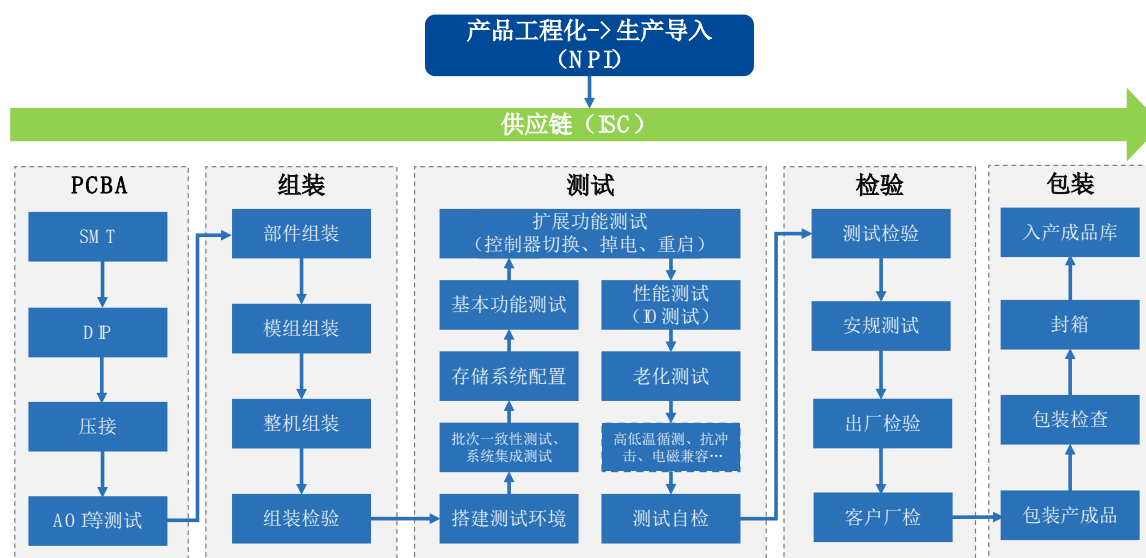 产品工程化->生产导入
（NPI）
供应链（ISC）
PCBA
SMT
DIP
压接
AOI等测试
组装
部件组装
模组组装
整机组装
组装检验
测试
扩展功能测试
（控制器切换、掉电、重启）
基本功能测试
存储系统配置
批次一致性测试、
系统集成测试
搭建测试环境
性能测试
（IO测试）
老化测试
高低温循测、抗冲
击、电磁兼容…
测试自检
检验
测试检验
安规测试
出厂检验
客户厂检
包装
入产成品库
封箱
包装检查
包装产成品